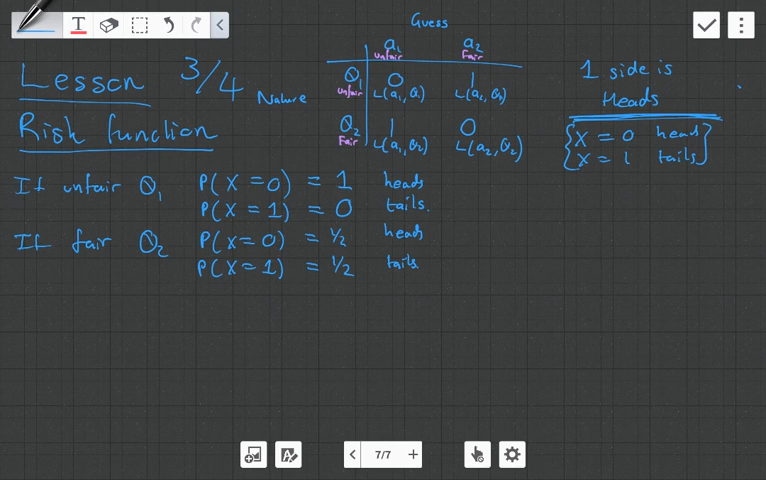 Guess
a1 a2
unfair Fair
Lesson 3/4
Risk function
Nature
θ1 0 1
unfair L(a1,θ1)
θ2 1 0
Fair L(a1,θ2) L(a2,θ2)
1 side is
Heads
X = 0 heads
X = 1 tails
If unfair θ1 P(X=0) = 1 heads
P(X=1) = 0 tails.
If fair θ2 P(X=0) = 1/2 heads
P(X=1) = 1/2 tails.
T
A
7/7